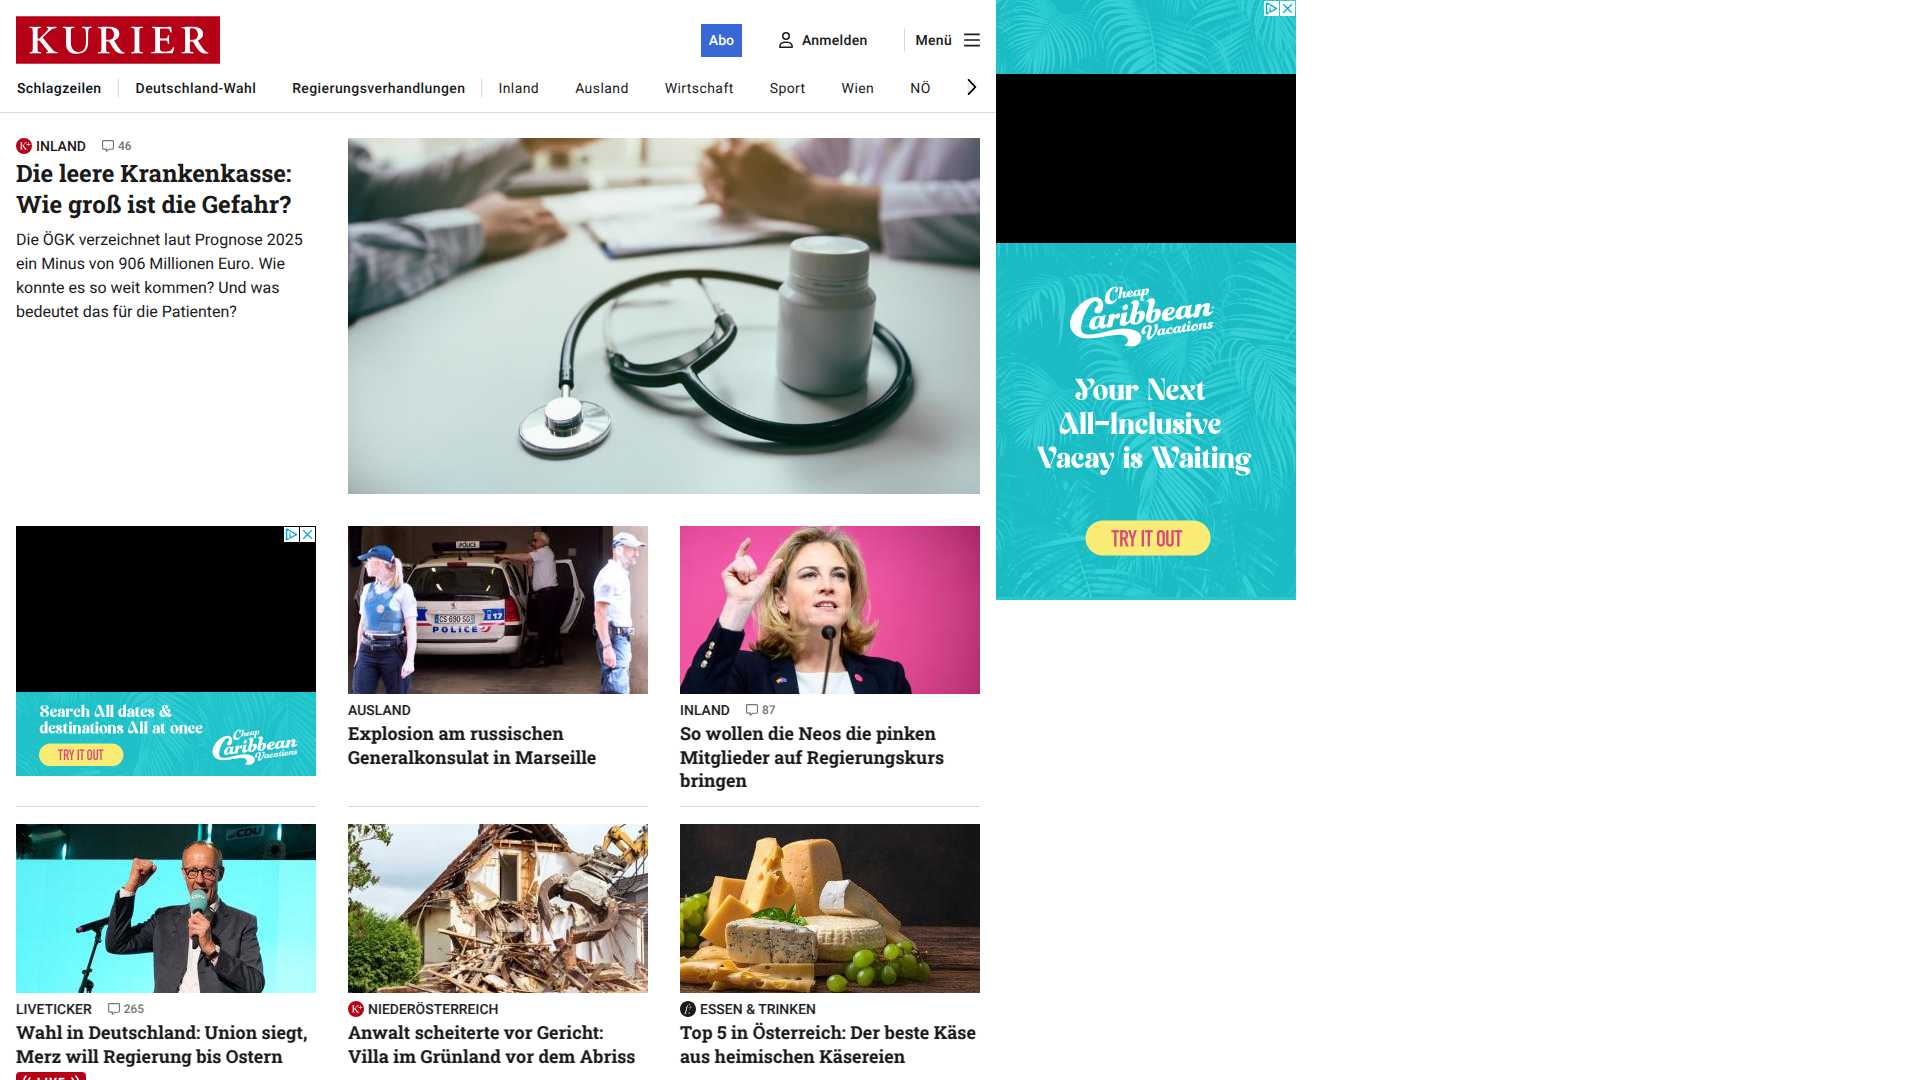 KURIER
Abo
Anmelden
Menü
Schlagzeilen
Deutschland-Wahl
Regierungsverhandlungen
Inland
Ausland
Wirtschaft
Sport
Wien
NÖ
K+ INLAND 46
Die leere Krankenkasse:
Wie groß ist die Gefahr?
Die ÖGK verzeichnet laut Prognose 2025
ein Minus von 906 Millionen Euro. Wie
konnte es so weit kommen? Und was
bedeutet das für die Patienten?
Cheap
Caribbean
Vacations
Your Next
All-Inclusive
Vacay is Waiting
TRY IT OUT
Search All dates &
destinations All at once
TRY IT OUT
Cheap
Caribbean
Vacations
POLICE
CS 690 SG
17
POLICE
AUSLAND
Explosion am russischen
Generalkonsulat in Marseille
INLAND 87
So wollen die Neos die pinken
Mitglieder auf Regierungskurs
bringen
CDU
LIVETICKER 265
Wahl in Deutschland: Union siegt,
Merz will Regierung bis Ostern
LIVE
K+ NIEDERÖSTERREICH
Anwalt scheiterte vor Gericht:
Villa im Grünland vor dem Abriss
ESSEN & TRINKEN
Top 5 in Österreich: Der beste Käse
aus heimischen Käsereien